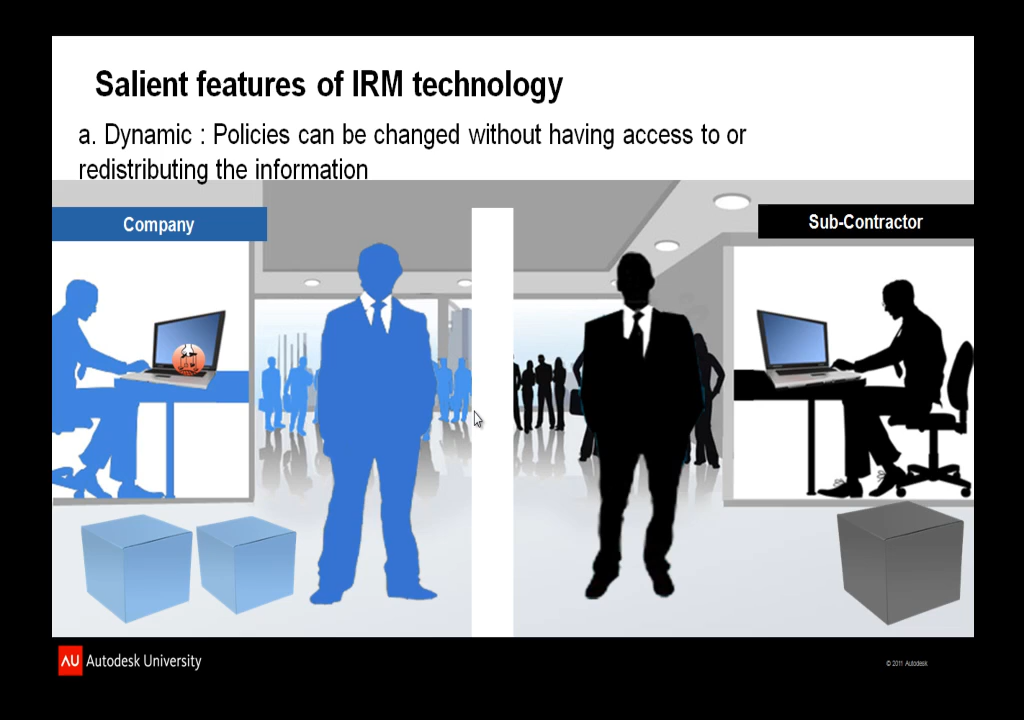 Salient features of IRM technology
a. Dynamic : Policies can be changed without having access to or
redistributing the information
Company
Sub-Contractor
AU Autodesk University
© 2011 Autodesk